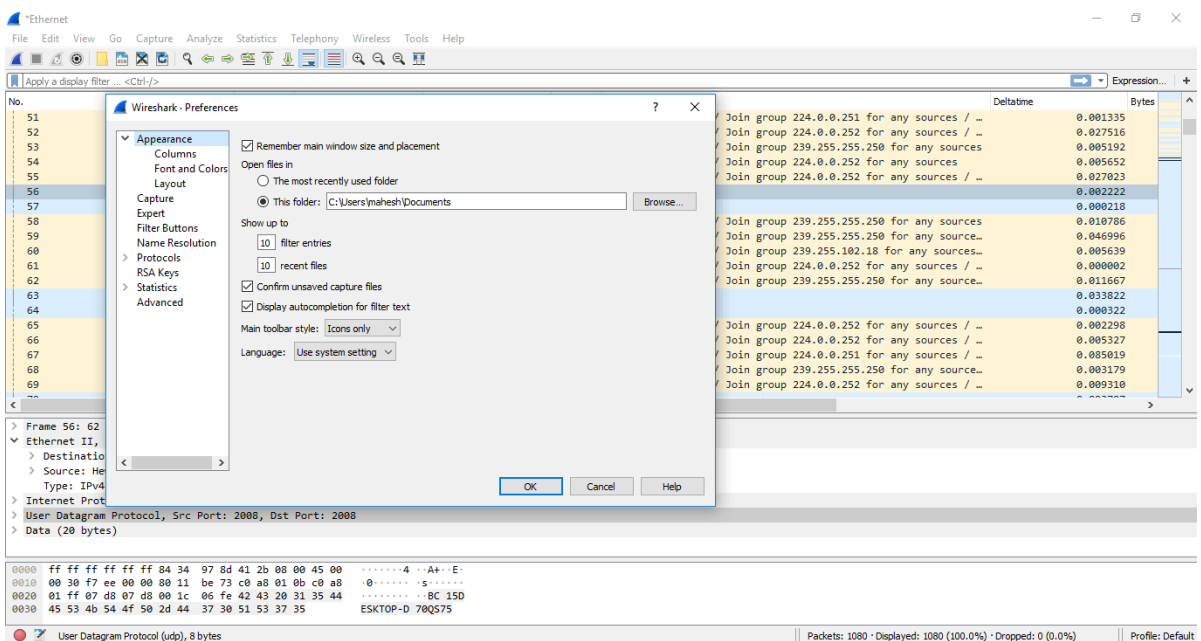 *Ethernet
File Edit View Go Capture Analyze Statistics Telephony Wireless Tools Help
Apply a display filter ... <Ctrl-/>
Expression... +
No. Deltatime Bytes
51 / Join group 224.0.0.251 for any sources / … 0.001335
52 / Join group 224.0.0.252 for any sources / … 0.027516
53 / Join group 239.255.255.250 for any sources 0.005192
54 / Join group 224.0.0.252 for any sources 0.005652
55 / Join group 224.0.0.252 for any sources / … 0.027023
56 0.002222
57 0.000218
58 / Join group 239.255.255.250 for any sources 0.010786
59 / Join group 239.255.255.250 for any source… 0.046996
60 / Join group 239.255.102.18 for any sources… 0.005639
61 / Join group 224.0.0.252 for any sources / … 0.000002
62 / Join group 239.255.255.250 for any source… 0.011667
63 0.033822
64 0.000322
65 / Join group 224.0.0.252 for any sources / … 0.002298
66 / Join group 224.0.0.252 for any sources / … 0.005327
67 / Join group 224.0.0.251 for any sources / … 0.085019
68 / Join group 239.255.255.250 for any source… 0.003179
69 / Join group 224.0.0.252 for any sources / … 0.009310
Wireshark · Preferences ?
Appearance
Columns
Font and Colors
Layout
Capture
Expert
Filter Buttons
Name Resolution
Protocols
RSA Keys
Statistics
Advanced
Remember main window size and placement
Open files in
The most recently used folder
This folder: C:\Users\mahesh\Documents Browse...
Show up to
10 filter entries
10 recent files
Confirm unsaved capture files
Display autocompletion for filter text
Main toolbar style: Icons only
Language: Use system setting
OK Cancel Help
Frame 56: 62
Ethernet II,
Destinatio
Source: He
Type: IPv4
Internet Prot
User Datagram Protocol, Src Port: 2008, Dst Port: 2008
Data (20 bytes)
0000 ff ff ff ff ff ff 84 34 97 8d 41 2b 08 00 45 00 ·······4 ··A+··E·
0010 00 30 f7 ee 00 00 80 11 be 73 c0 a8 01 0b c0 a8 ·0······ ·s······
0020 01 ff 07 d8 07 d8 00 1c 06 fe 42 43 20 31 35 44 ········ ··BC 15D
0030 45 53 4b 54 4f 50 2d 44 37 30 51 53 37 35 ESKTOP-D 70QS75
User Datagram Protocol (udp), 8 bytes
Packets: 1080 · Displayed: 1080 (100.0%) · Dropped: 0 (0.0%)
Profile: Default